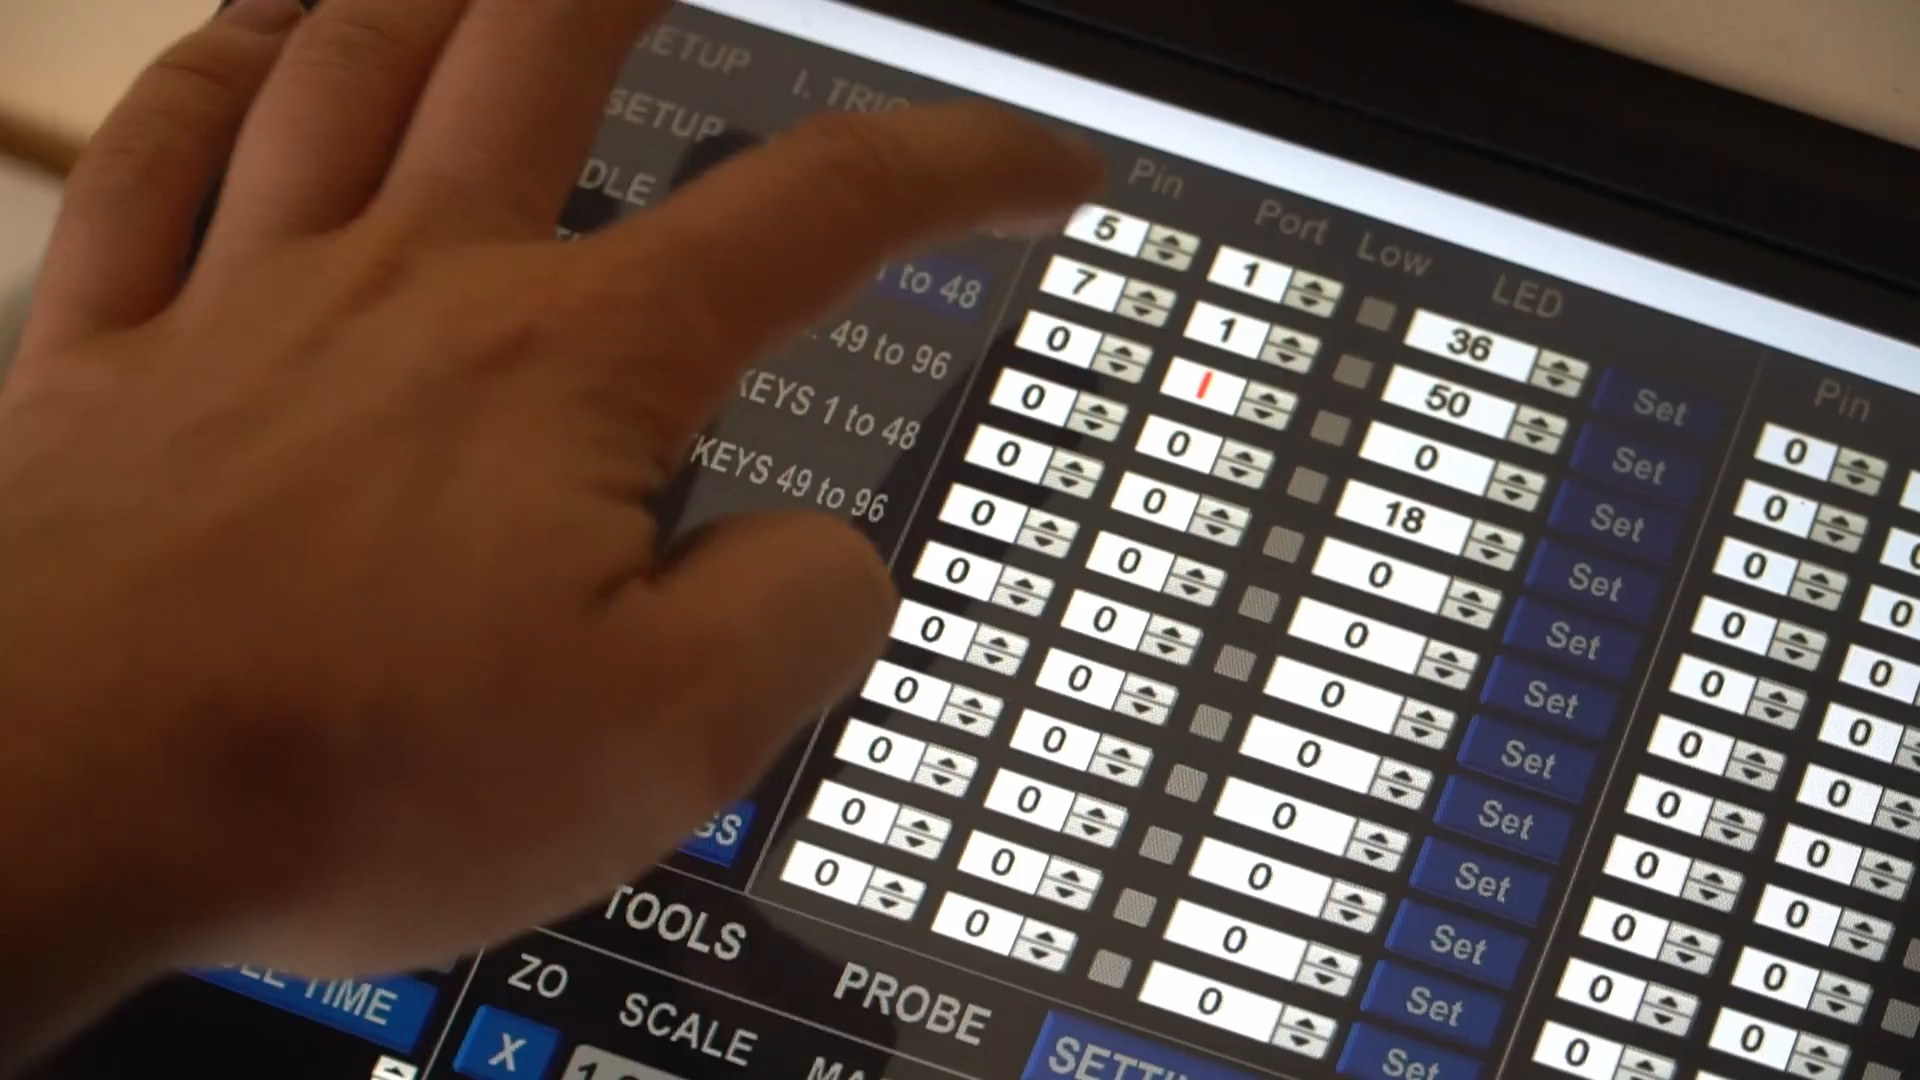 SETUP
I. TRIG
SETUP
DLE
1 to 48
49 to 96
KEYS 1 to 48
KEYS 49 to 96
Pin Port Low LED
5 1 36 Set
7 1 50 Set
0 0 Set
0 0 18 Set
0 0 0 Set
0 0 0 Set
0 0 0 Set
0 0 0 Set
0 0 0 Set
0 0 0 Set
0 0 0 Set
0 0 0 Set
Pin
0
0
0 0
0 0
0 0
0 0
0 0
0 0
0 0
0 0
0
GS
TOOLS
PROBE
TIME
ZO
SCALE
X
SETTI